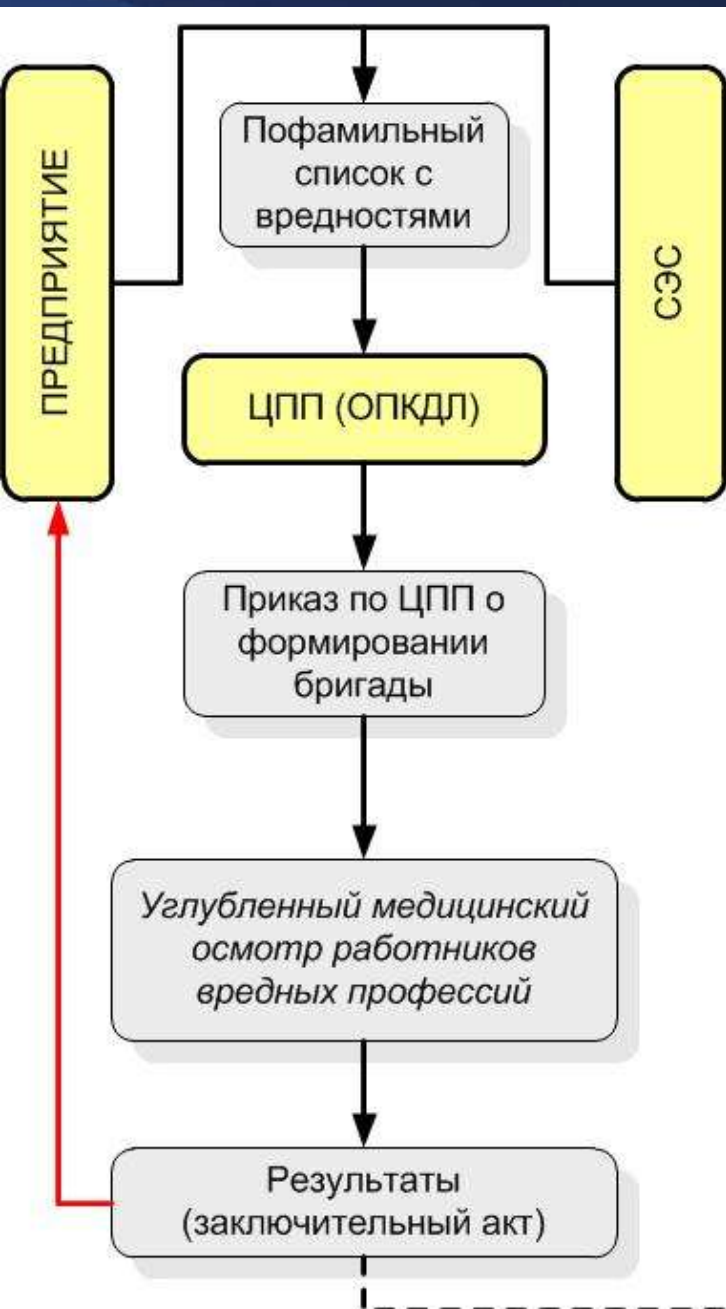 ПРЕДПРИЯТИЕ
Пофамильный
список с
вредностями
СЭС
ЦПП (ОПКДЛ)
Приказ по ЦПП о
формировании
бригады
Углубленный медицинский
осмотр работников
вредных профессий
Результаты
(заключительный акт)